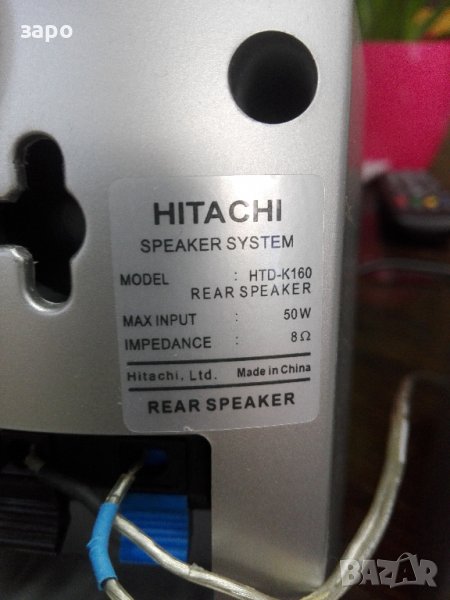 запо
HITACHI
SPEAKER SYSTEM
MODEL : HTD-K160
REAR SPEAKER
MAX INPUT : 50W
IMPEDANCE : 8Ω
Hitachi, Ltd. Made in China
REAR SPEAKER
BAZAR